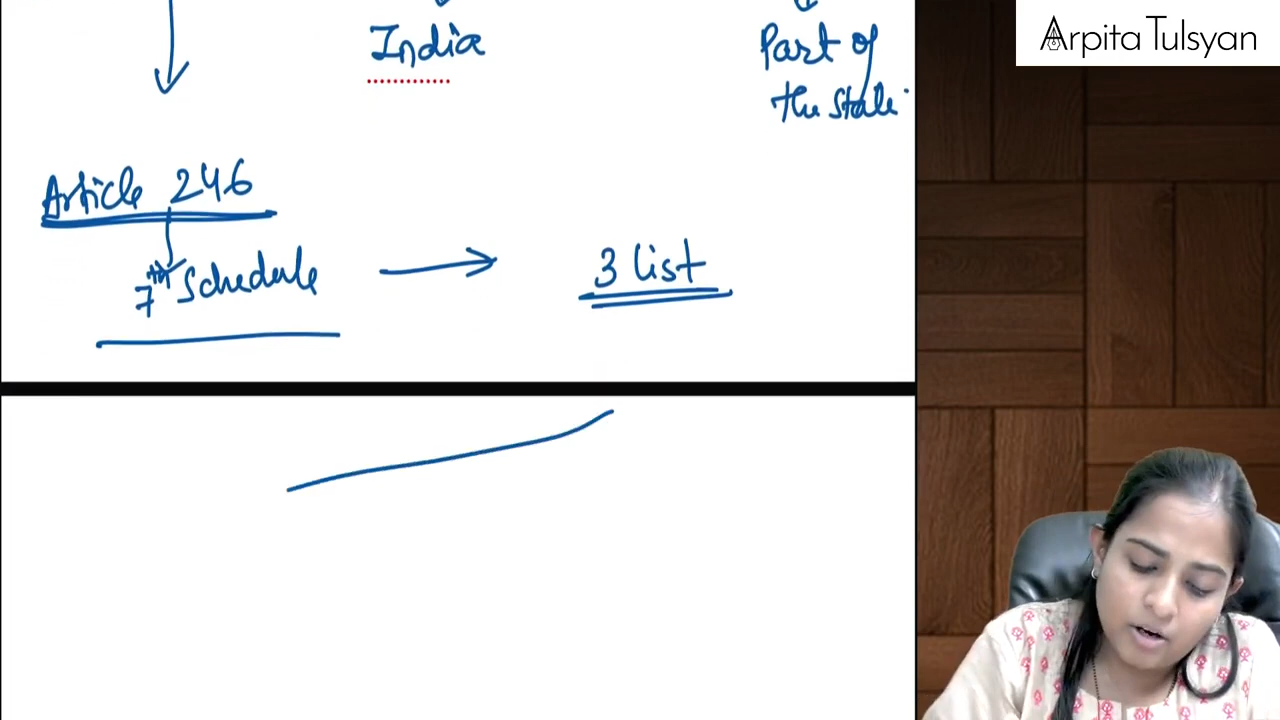 India
Part of
the State
Arpita Tulsyan
Article 246
7th Schedule
3 list